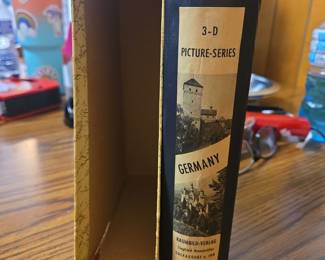 3-D
PICTURE-SERIES
GERMANY
RAUMBILD-VERLAG